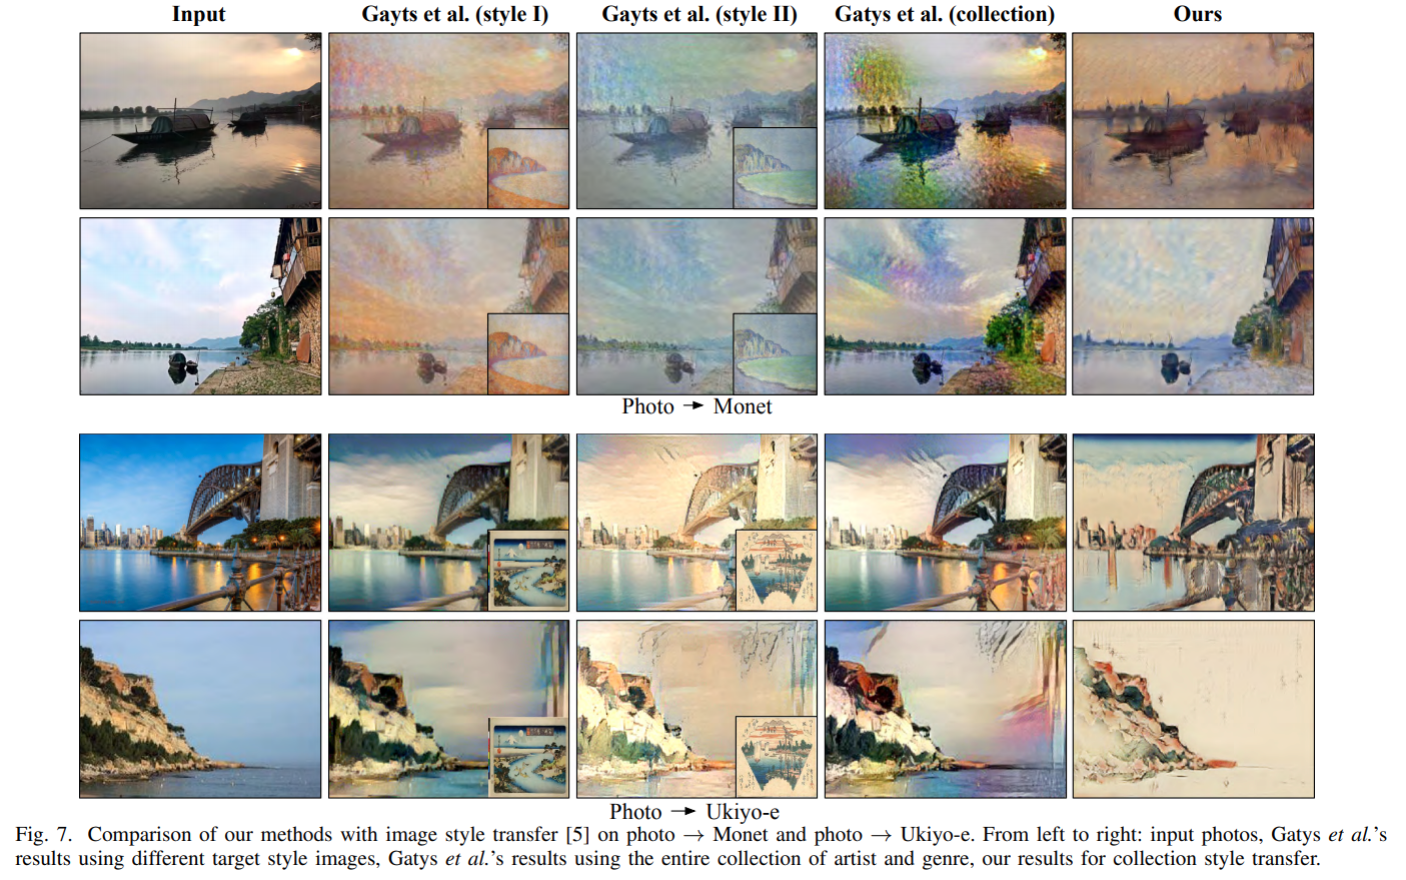 Input Gayts et al. (style I) Gayts et al. (style II) Gatys et al. (collection) Ours
Photo → Monet
Photo → Ukiyo-e
Fig. 7. Comparison of our methods with image style transfer [5] on photo → Monet and photo → Ukiyo-e. From left to right: input photos, Gatys et al.'s
results using different target style images, Gatys et al.'s results using the entire collection of artist and genre, our results for collection style transfer.